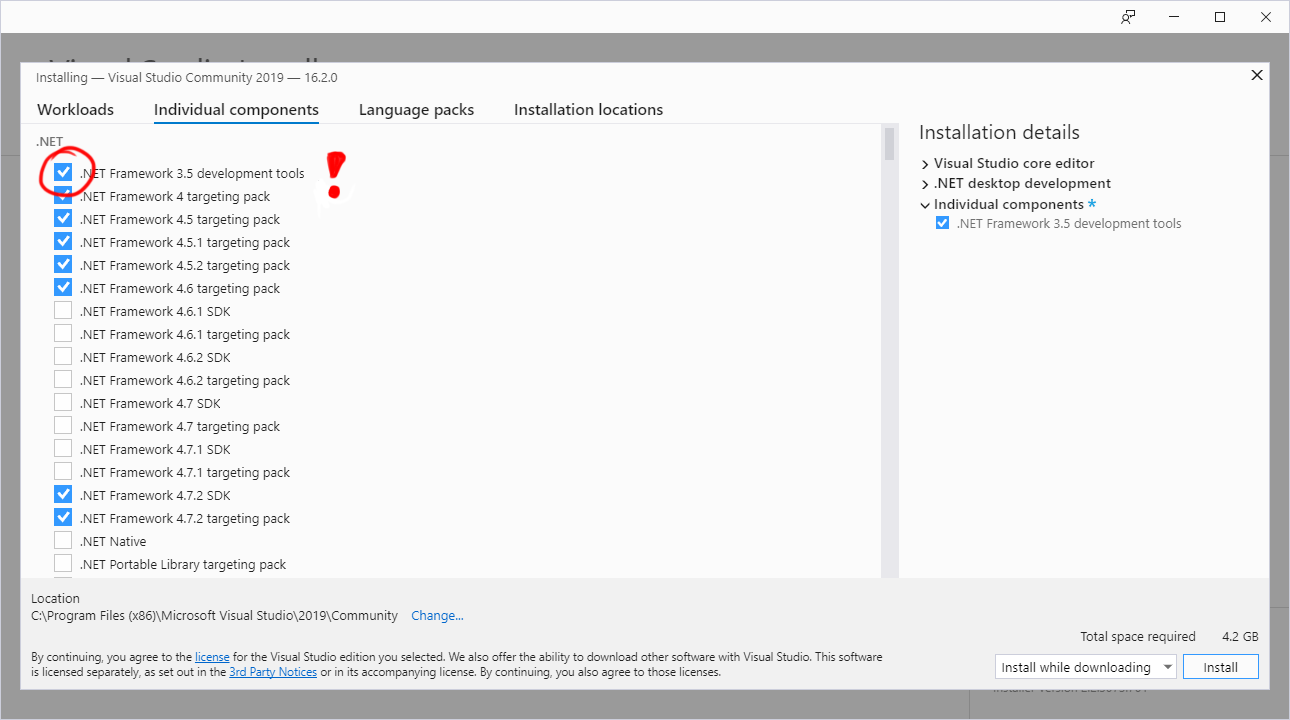 Installing — Visual Studio Community 2019 — 16.2.0
Workloads Individual components Language packs Installation locations
.NET
.NET Framework 3.5 development tools
.NET Framework 4 targeting pack
.NET Framework 4.5 targeting pack
.NET Framework 4.5.1 targeting pack
.NET Framework 4.5.2 targeting pack
.NET Framework 4.6 targeting pack
.NET Framework 4.6.1 SDK
.NET Framework 4.6.1 targeting pack
.NET Framework 4.6.2 SDK
.NET Framework 4.6.2 targeting pack
.NET Framework 4.7 SDK
.NET Framework 4.7 targeting pack
.NET Framework 4.7.1 SDK
.NET Framework 4.7.1 targeting pack
.NET Framework 4.7.2 SDK
.NET Framework 4.7.2 targeting pack
.NET Native
.NET Portable Library targeting pack
!
Installation details
Visual Studio core editor
.NET desktop development
Individual components *
.NET Framework 3.5 development tools
Location
C:\Program Files (x86)\Microsoft Visual Studio\2019\Community Change...
By continuing, you agree to the license for the Visual Studio edition you selected. We also offer the ability to download other software with Visual Studio. This software
is licensed separately, as set out in the 3rd Party Notices or in its accompanying license. By continuing, you also agree to those licenses.
Total space required 4.2 GB
Install while downloading Install